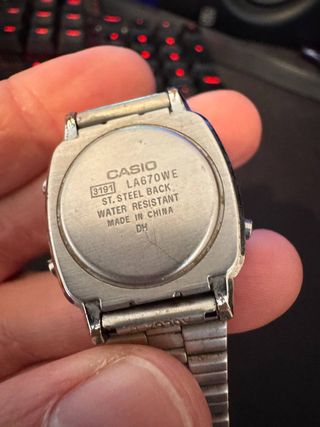 CASIO
3191 LA670WE
ST. STEEL BACK
WATER RESISTANT
MADE IN CHINA
DH